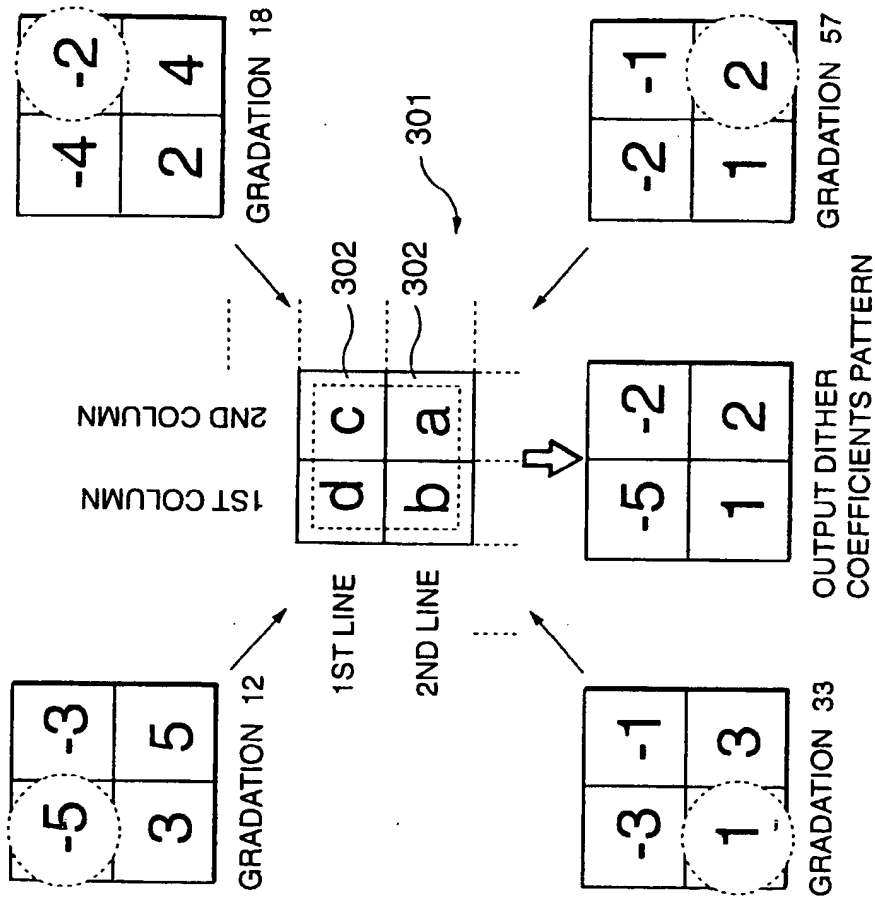 -5 -3
3 5
GRADATION 12
-4 -2
2 4
GRADATION 18
1ST COLUMN
2ND COLUMN
1ST LINE
d c
302
2ND LINE
b a
302
301
-3 -1
1 3
GRADATION 33
-5 -2
1 2
OUTPUT DITHER
COEFFICIENTS PATTERN
-2 -1
1 2
GRADATION 57